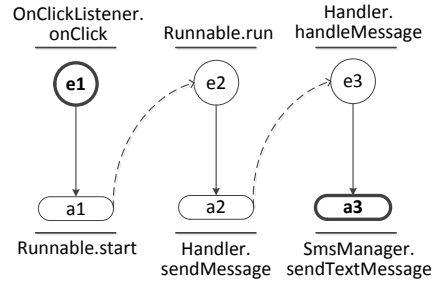 OnClickListener.
onClick
Runnable.run
Handler.
handleMessage
e1
e2
e3
a1
a2
a3
Runnable.start
Handler.
sendMessage
SmsManager.
sendTextMessage